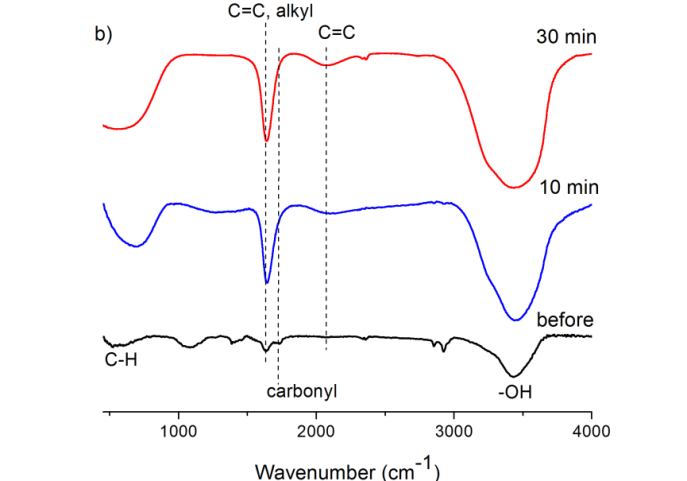 C=C, alkyl
b)
C=C
30 min
10 min
before
C-H
carbonyl
-OH
1000 2000 3000 4000
Wavenumber (cm⁻¹)